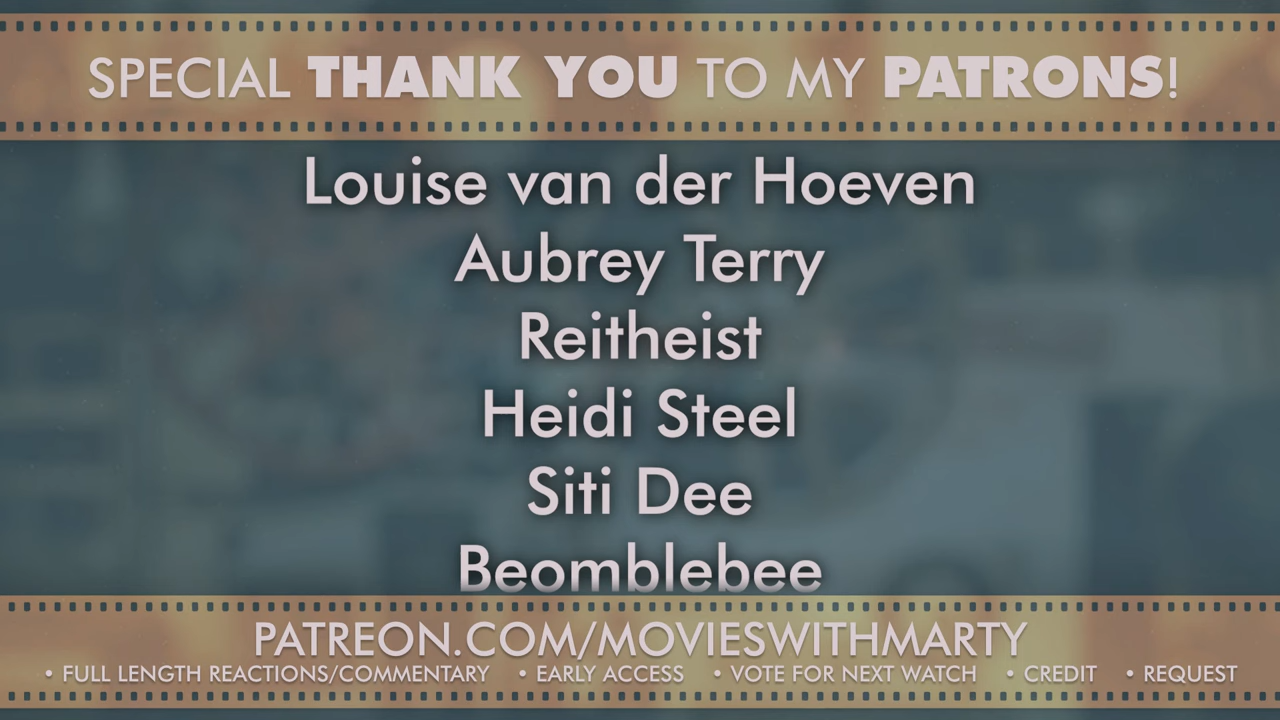 SPECIAL THANK YOU TO MY PATRONS!
Louise van der Hoeven
Aubrey Terry
Reitheist
Heidi Steel
Siti Dee
Beomblebee
PATREON.COM/MOVIESWITHMARTY
• FULL LENGTH REACTIONS/COMMENTARY • EARLY ACCESS • VOTE FOR NEXT WATCH • CREDIT • REQUEST